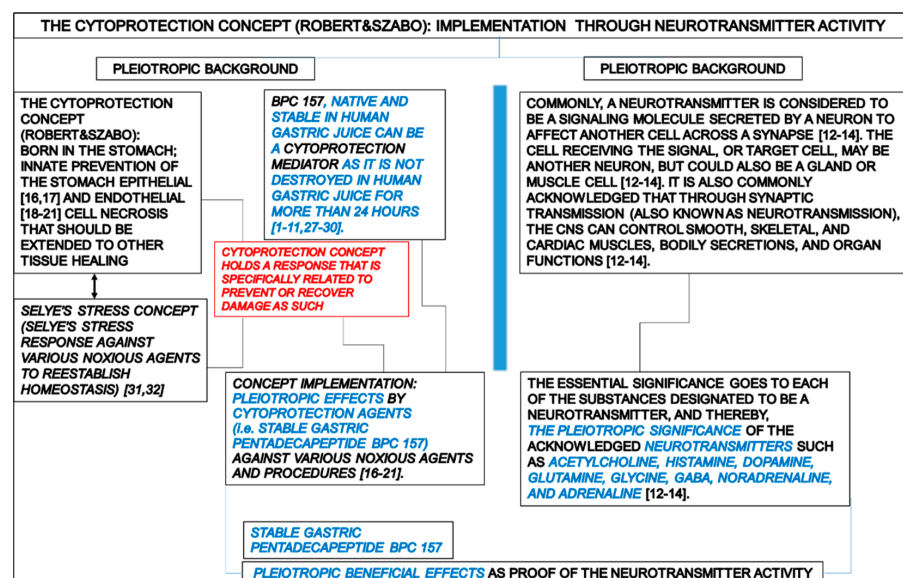 THE CYTOPROTECTION CONCEPT (ROBERT&SZABO): IMPLEMENTATION THROUGH NEUROTRANSMITTER ACTIVITY
PLEIOTROPIC BACKGROUND
PLEIOTROPIC BACKGROUND
THE CYTOPROTECTION
CONCEPT
(ROBERT&SZABO):
BORN IN THE STOMACH;
INNATE PREVENTION OF
THE STOMACH EPITHELIAL
[16,17] AND ENDOTHELIAL
[18-21] CELL NECROSIS
THAT SHOULD BE
EXTENDED TO OTHER
TISSUE HEALING
BPC 157, NATIVE AND
STABLE IN HUMAN
GASTRIC JUICE CAN BE
A CYTOPROTECTION
MEDIATOR AS IT IS NOT
DESTROYED IN HUMAN
GASTRIC JUICE FOR
MORE THAN 24 HOURS
[1-11,27-30].
CYTOPROTECTION CONCEPT
HOLDS A RESPONSE THAT IS
SPECIFICALLY RELATED TO
PREVENT OR RECOVER
DAMAGE AS SUCH
SELYE'S STRESS CONCEPT
(SELYE'S STRESS
RESPONSE AGAINST
VARIOUS NOXIOUS AGENTS
TO REESTABLISH
HOMEOSTASIS) [31,32]
CONCEPT IMPLEMENTATION:
PLEIOTROPIC EFFECTS BY
CYTOPROTECTION AGENTS
(i.e. STABLE GASTRIC
PENTADECAPEPTIDE BPC 157)
AGAINST VARIOUS NOXIOUS AGENTS
AND PROCEDURES [16-21].
COMMONLY, A NEUROTRANSMITTER IS CONSIDERED TO
BE A SIGNALING MOLECULE SECRETED BY A NEURON TO
AFFECT ANOTHER CELL ACROSS A SYNAPSE [12-14]. THE
CELL RECEIVING THE SIGNAL, OR TARGET CELL, MAY BE
ANOTHER NEURON, BUT COULD ALSO BE A GLAND OR
MUSCLE CELL [12-14]. IT IS ALSO COMMONLY
ACKNOWLEDGED THAT THROUGH SYNAPTIC
TRANSMISSION (ALSO KNOWN AS NEUROTRANSMISSION),
THE CNS CAN CONTROL SMOOTH, SKELETAL, AND
CARDIAC MUSCLES, BODILY SECRETIONS, AND ORGAN
FUNCTIONS [12-14].
THE ESSENTIAL SIGNIFICANCE GOES TO EACH
OF THE SUBSTANCES DESIGNATED TO BE A
NEUROTRANSMITTER, AND THEREBY,
THE PLEIOTROPIC SIGNIFICANCE OF THE
ACKNOWLEDGED NEUROTRANSMITTERS SUCH
AS ACETYLCHOLINE, HISTAMINE, DOPAMINE,
GLUTAMINE, GLYCINE, GABA, NORADRENALINE,
AND ADRENALINE [12-14].
STABLE GASTRIC
PENTADECAPEPTIDE BPC 157
PLEIOTROPIC BENEFICIAL EFFECTS AS PROOF OF THE NEUROTRANSMITTER ACTIVITY